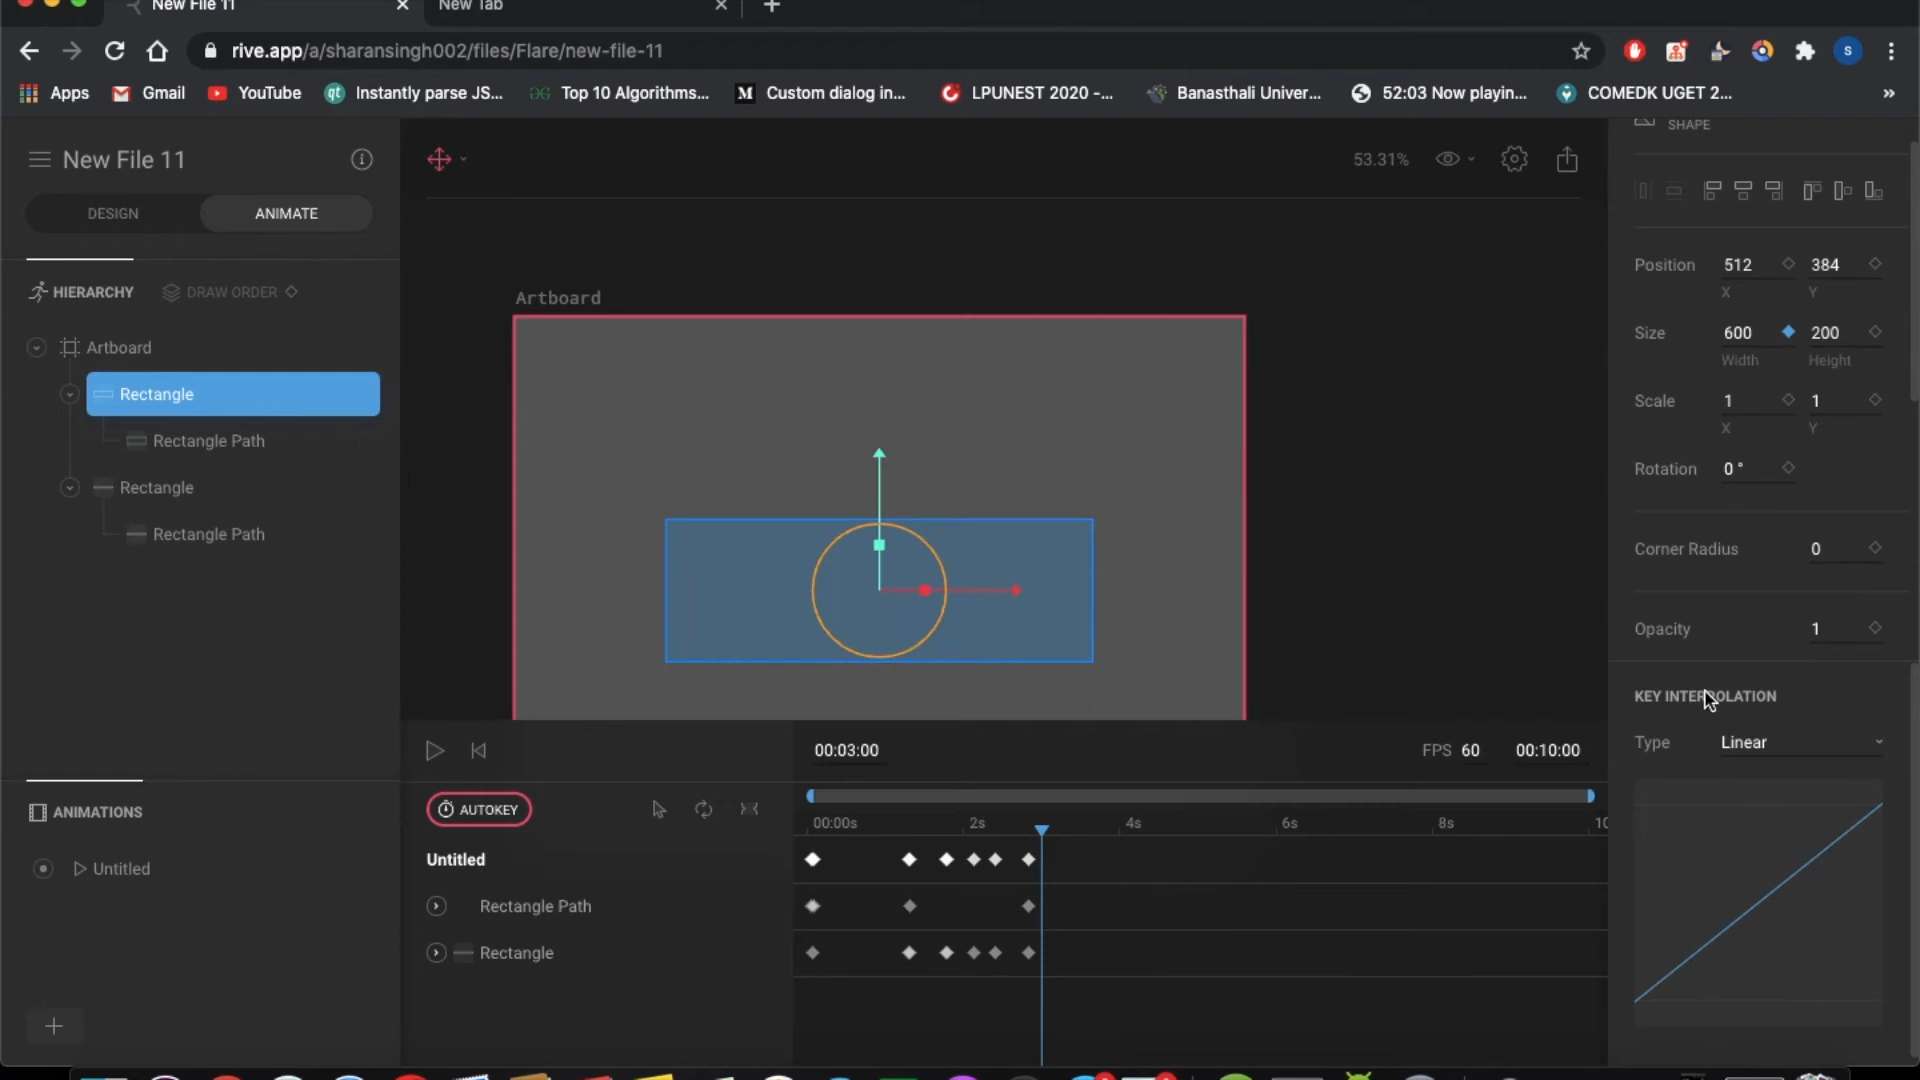 New File 11
New Tab
rive.app/a/sharansingh002/files/Flare/new-file-11
S
Apps
Gmail
YouTube
qt
Instantly parse JS...
Top 10 Algorithms...
M
Custom dialog in...
LPUNEST 2020 -...
Banasthali Univer...
52:03 Now playin...
COMEDK UGET 2...
»
New File 11
DESIGN
ANIMATE
HIERARCHY
DRAW ORDER
Artboard
Rectangle
Rectangle Path
Rectangle
Rectangle Path
ANIMATIONS
Untitled
53.31%
Artboard
00:03:00
FPS 60
00:10:00
AUTOKEY
00:00s
2s
4s
6s
8s
10
Untitled
Rectangle Path
Rectangle
SHAPE
Position 512 384
X Y
Size 600 200
Width Height
Scale 1 1
X Y
Rotation 0°
Corner Radius 0
Opacity 1
KEY INTERPOLATION
Type Linear